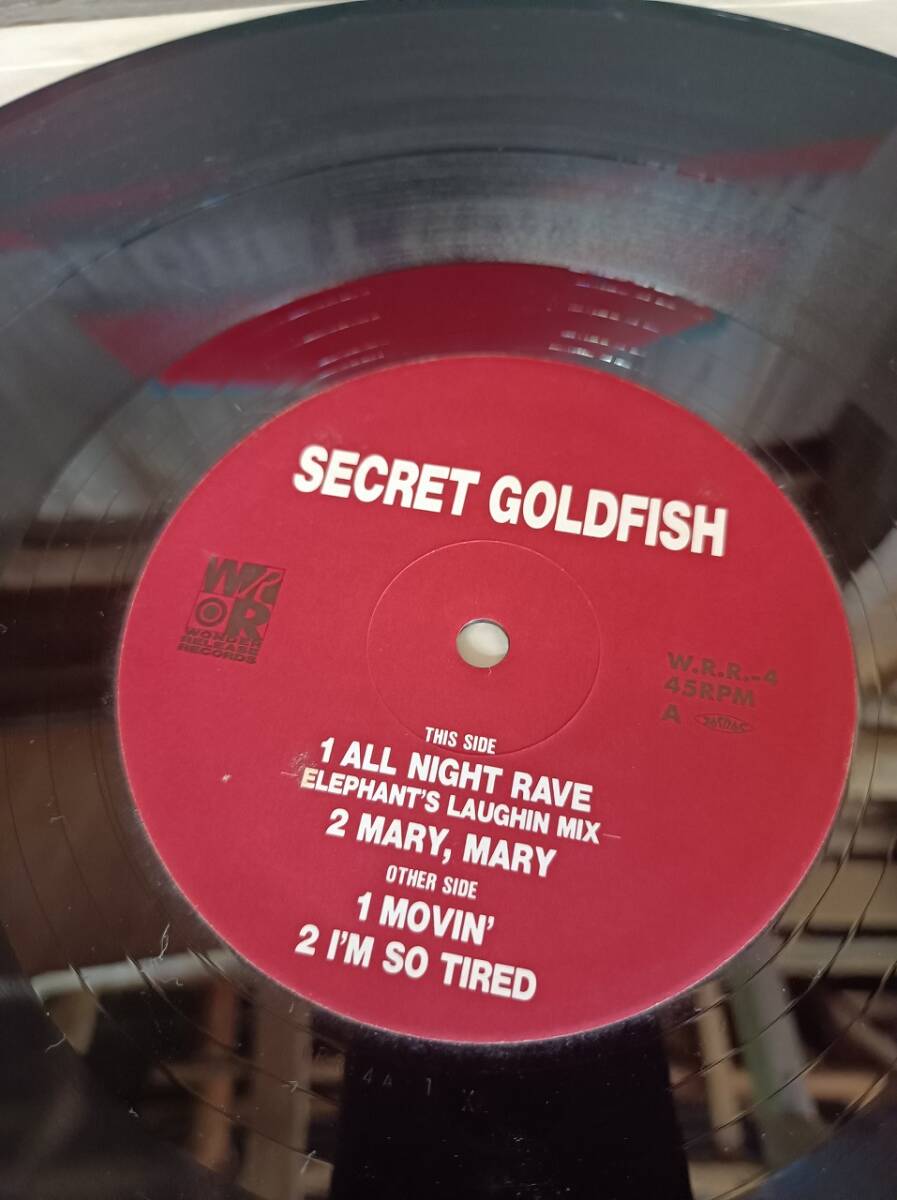 SECRET GOLDFISH
WRR
WONDER
RELEASE
RECORDS
W.R.R.-4
45RPM
A
THIS SIDE
1 ALL NIGHT RAVE
-ELEPHANT'S LAUGHIN MIX-
2 MARY, MARY
OTHER SIDE
1 MOVIN'
2 I'M SO TIRED